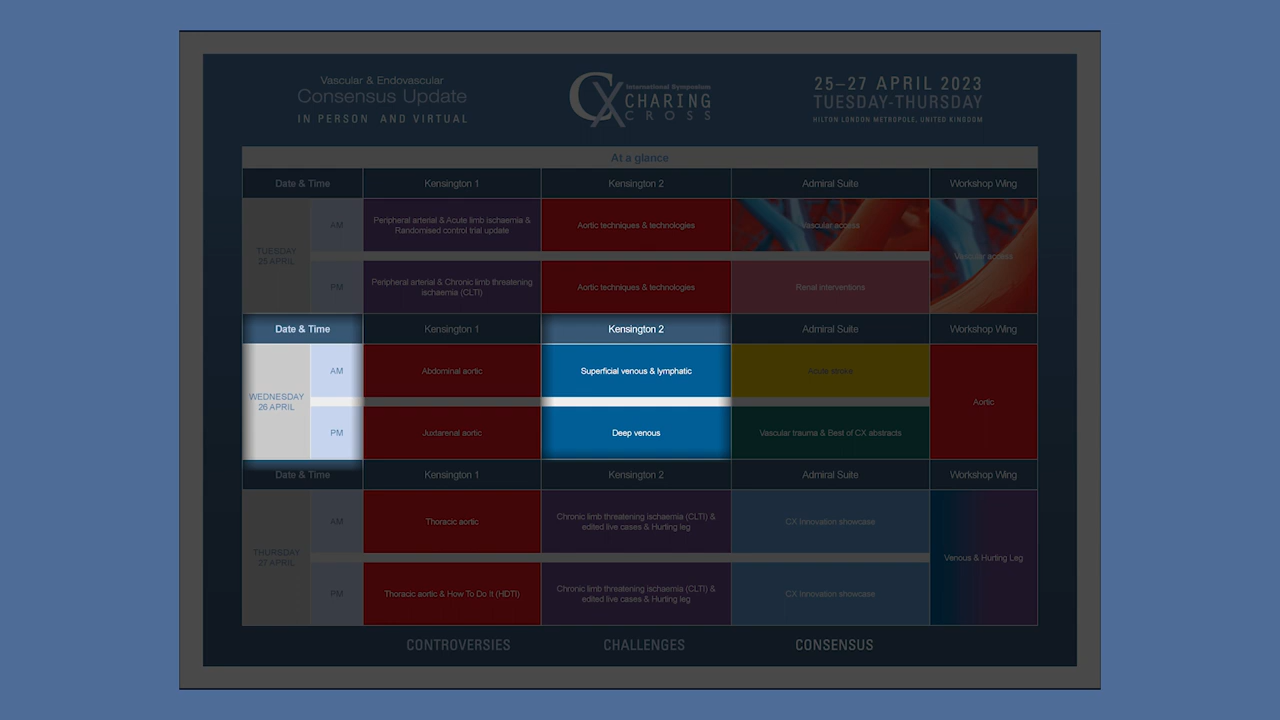 Vascular & Endovascular
Consensus Update
IN PERSON AND VIRTUAL
CX
International Symposium
CHARING
CROSS
25–27 APRIL 2023
TUESDAY-THURSDAY
HILTON LONDON METROPOLE, UNITED KINGDOM
At a glance
Date & Time
Kensington 1
Kensington 2
Admiral Suite
Workshop Wing
TUESDAY
25 APRIL
AM
Peripheral arterial & Acute limb ischaemia &
Randomised control trial update
Aortic techniques & technologies
Vascular access
Vascular access
PM
Peripheral arterial & Chronic limb threatening
ischaemia (CLTI)
Aortic techniques & technologies
Renal interventions
Date & Time
Kensington 1
Kensington 2
Admiral Suite
Workshop Wing
WEDNESDAY
26 APRIL
AM
Abdominal aortic
Superficial venous & lymphatic
Acute stroke
Aortic
PM
Juxtarenal aortic
Deep venous
Vascular trauma & Best of CX abstracts
Date & Time
Kensington 1
Kensington 2
Admiral Suite
Workshop Wing
THURSDAY
27 APRIL
AM
Thoracic aortic
Chronic limb threatening ischaemia (CLTI) &
edited live cases & Hurting leg
CX Innovation showcase
Venous & Hurting Leg
PM
Thoracic aortic & How To Do It (HDTI)
Chronic limb threatening ischaemia (CLTI) &
edited live cases & Hurting leg
CX Innovation showcase
CONTROVERSIES
CHALLENGES
CONSENSUS